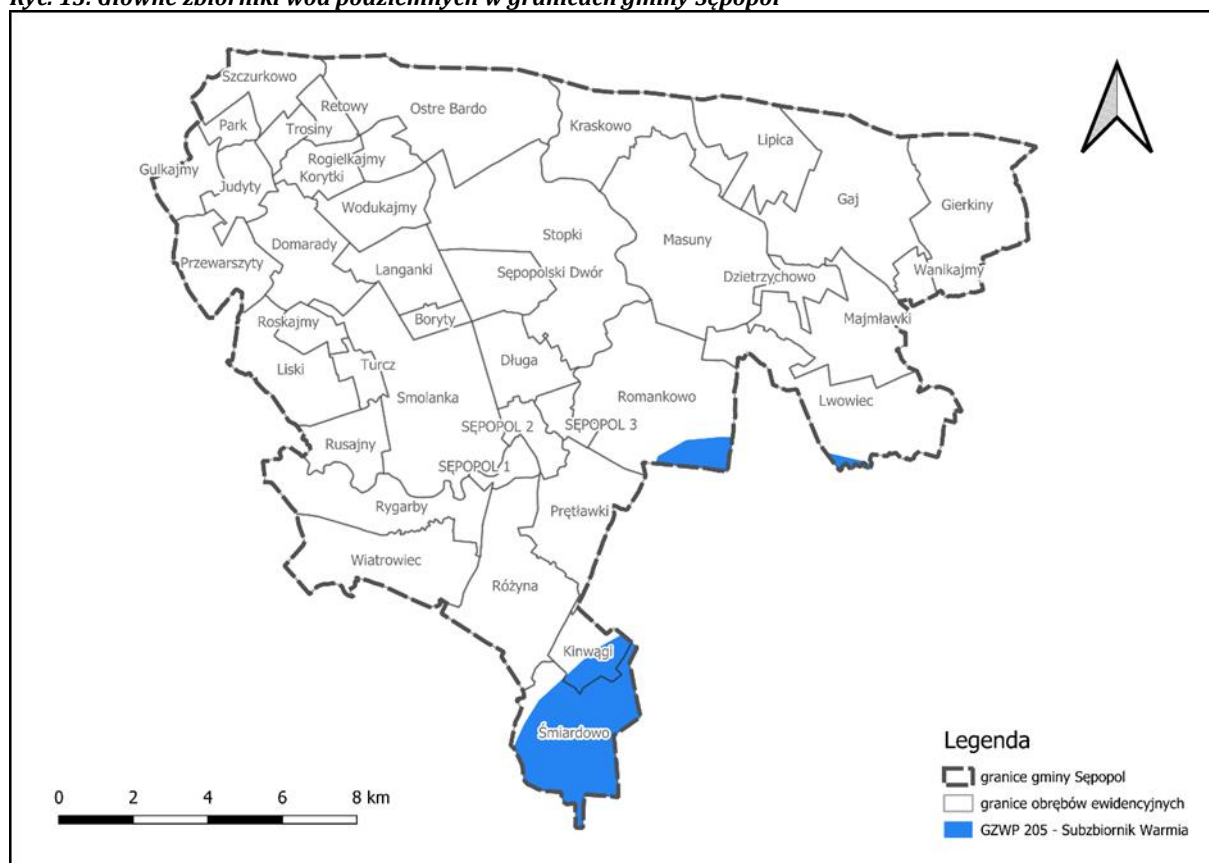 Ryc. 13. Główne zbiorniki wód podziemnych w granicach gminy Sępopol
Szczurkowo
Retowy
Ostre Bardo
Park
Trosiny
Kraskowo
Lipica
Gulkajmy
Rogielkajmy
Judyty
Korytki
Wodukajmy
Gaj
Gierkiny
Domarady
Stopki
Masuny
Przewarszyty
Langanki
Sępopolski Dwór
Dzietrzychowo
Wanikajmy
Roskajmy
Boryty
Majmławki
Liski
Turcz
Długa
Smolanka
Romankowo
Lwowiec
Rusajny
SĘPOPOL 2
SĘPOPOL 3
SĘPOPOL 1
Rygarby
Prętławki
Wiatrowiec
Różyna
Kinwągi
Śmiardowo
Legenda
granice gminy Sępopol
granice obrębów ewidencyjnych
GZWP 205 - Subzbiornik Warmia
0 2 4 6 8 km